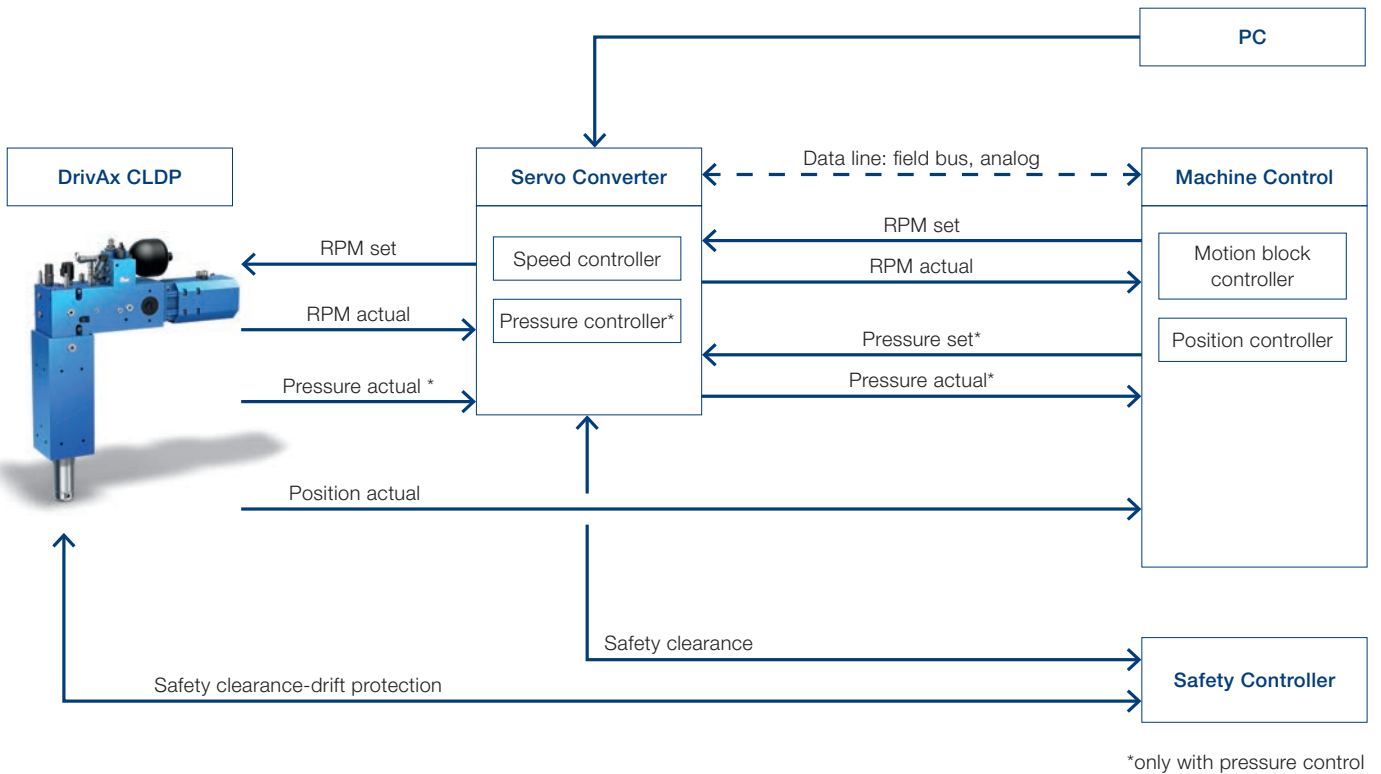 PC
DrivAx CLDP
Servo Converter
Data line: field bus, analog
Machine Control
RPM set
Speed controller
RPM set
RPM actual
Motion block
controller
RPM actual
Pressure controller*
Pressure set*
Position controller
Pressure actual *
Pressure actual*
Position actual
Safety clearance
Safety clearance-drift protection
Safety Controller
*only with pressure control